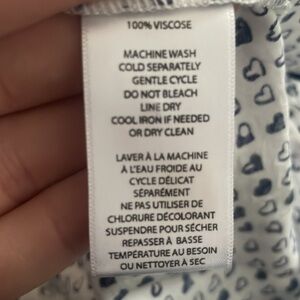 100% VISCOSE
MACHINE WASH
COLD SEPARATELY
GENTLE CYCLE
DO NOT BLEACH
LINE DRY
COOL IRON IF NEEDED
OR DRY CLEAN
LAVER À LA MACHINE
À L'EAU FROIDE AU
CYCLE DÉLICAT
SÉPARÉMENT
NE PAS UTILISER DE
CHLORURE DÉCOLORANT
SUSPENDRE POUR SÉCHER
REPASSER À BASSE
TEMPÉRATURE AU BESOIN
OU NETTOYER À SEC